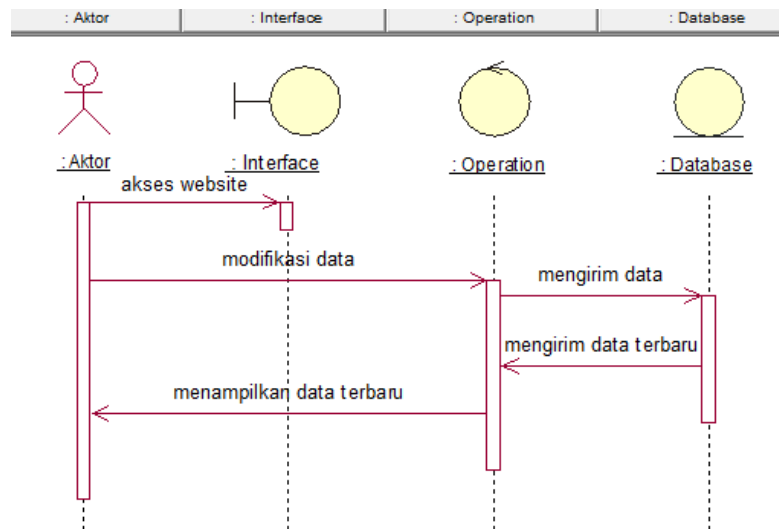 : Aktor
: Interface
: Operation
: Database
: Aktor
: Interface
: Operation
: Database
akses website
modifikasi data
mengirim data
mengirim data terbaru
menampilkan data terbaru